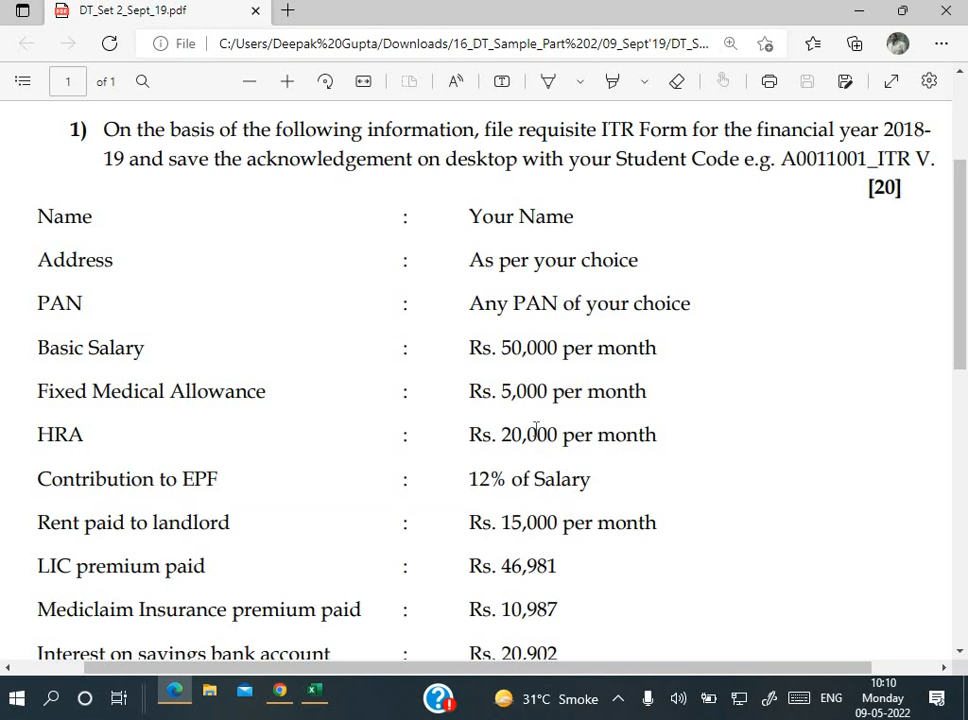 DT_Set 2_Sept_19.pdf
File C:/Users/Deepak%20Gupta/Downloads/16_DT_Sample_Part%202/09_Sept'19/DT_S...
1 of 1
1) On the basis of the following information, file requisite ITR Form for the financial year 2018-
19 and save the acknowledgement on desktop with your Student Code e.g. A0011001_ITR V.
[20]
Name : Your Name
Address : As per your choice
PAN : Any PAN of your choice
Basic Salary : Rs. 50,000 per month
Fixed Medical Allowance : Rs. 5,000 per month
HRA : Rs. 20,000 per month
Contribution to EPF : 12% of Salary
Rent paid to landlord : Rs. 15,000 per month
LIC premium paid : Rs. 46,981
Mediclaim Insurance premium paid : Rs. 10,987
Interest on savings bank account : Rs. 20,902
31°C Smoke ENG
10:10
Monday
09-05-2022